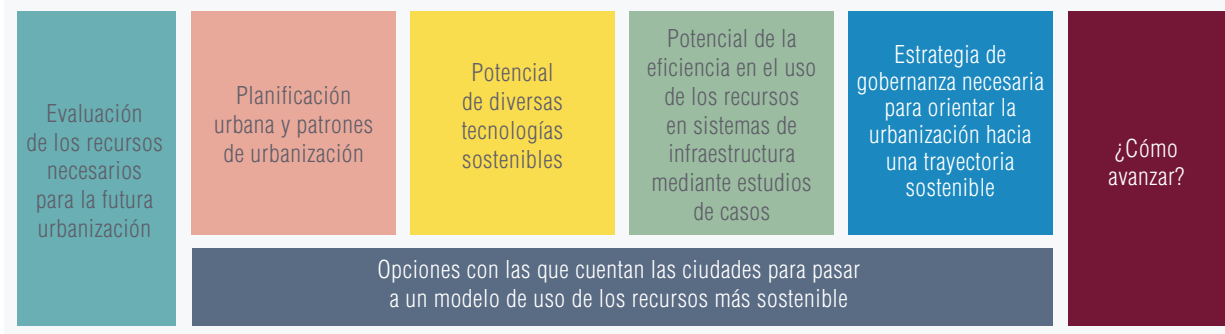 Evaluación
de los recursos
necesarios
para la futura
urbanización
Planificación
urbana y patrones
de urbanización
Potencial
de diversas
tecnologías
sostenibles
Potencial de la
eficiencia en el uso
de los recursos
en sistemas de
infraestructura
mediante estudios
de casos
Estrategia de
gobernanza necesaria
para orientar la
urbanización hacia
una trayectoria
sostenible
¿Cómo
avanzar?
Opciones con las que cuentan las ciudades para pasar
a un modelo de uso de los recursos más sostenible